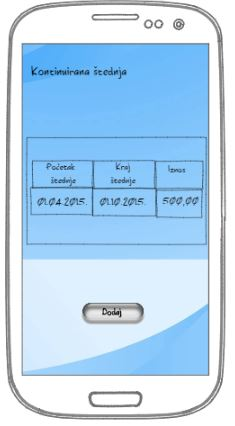 Kontinuirana štednja
Početak štednje
Kraj štednje
Iznos
01.04.2015.
01.10.2015.
500,00
Dodaj